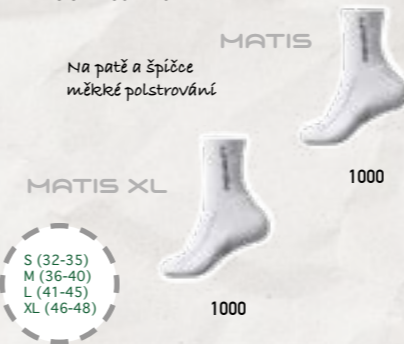 MATIS
Na patě a špičce
měkké polstrování
1000
MATIS XL
S (32-35)
M (36-40)
L (41-45)
XL (46-48)
1000